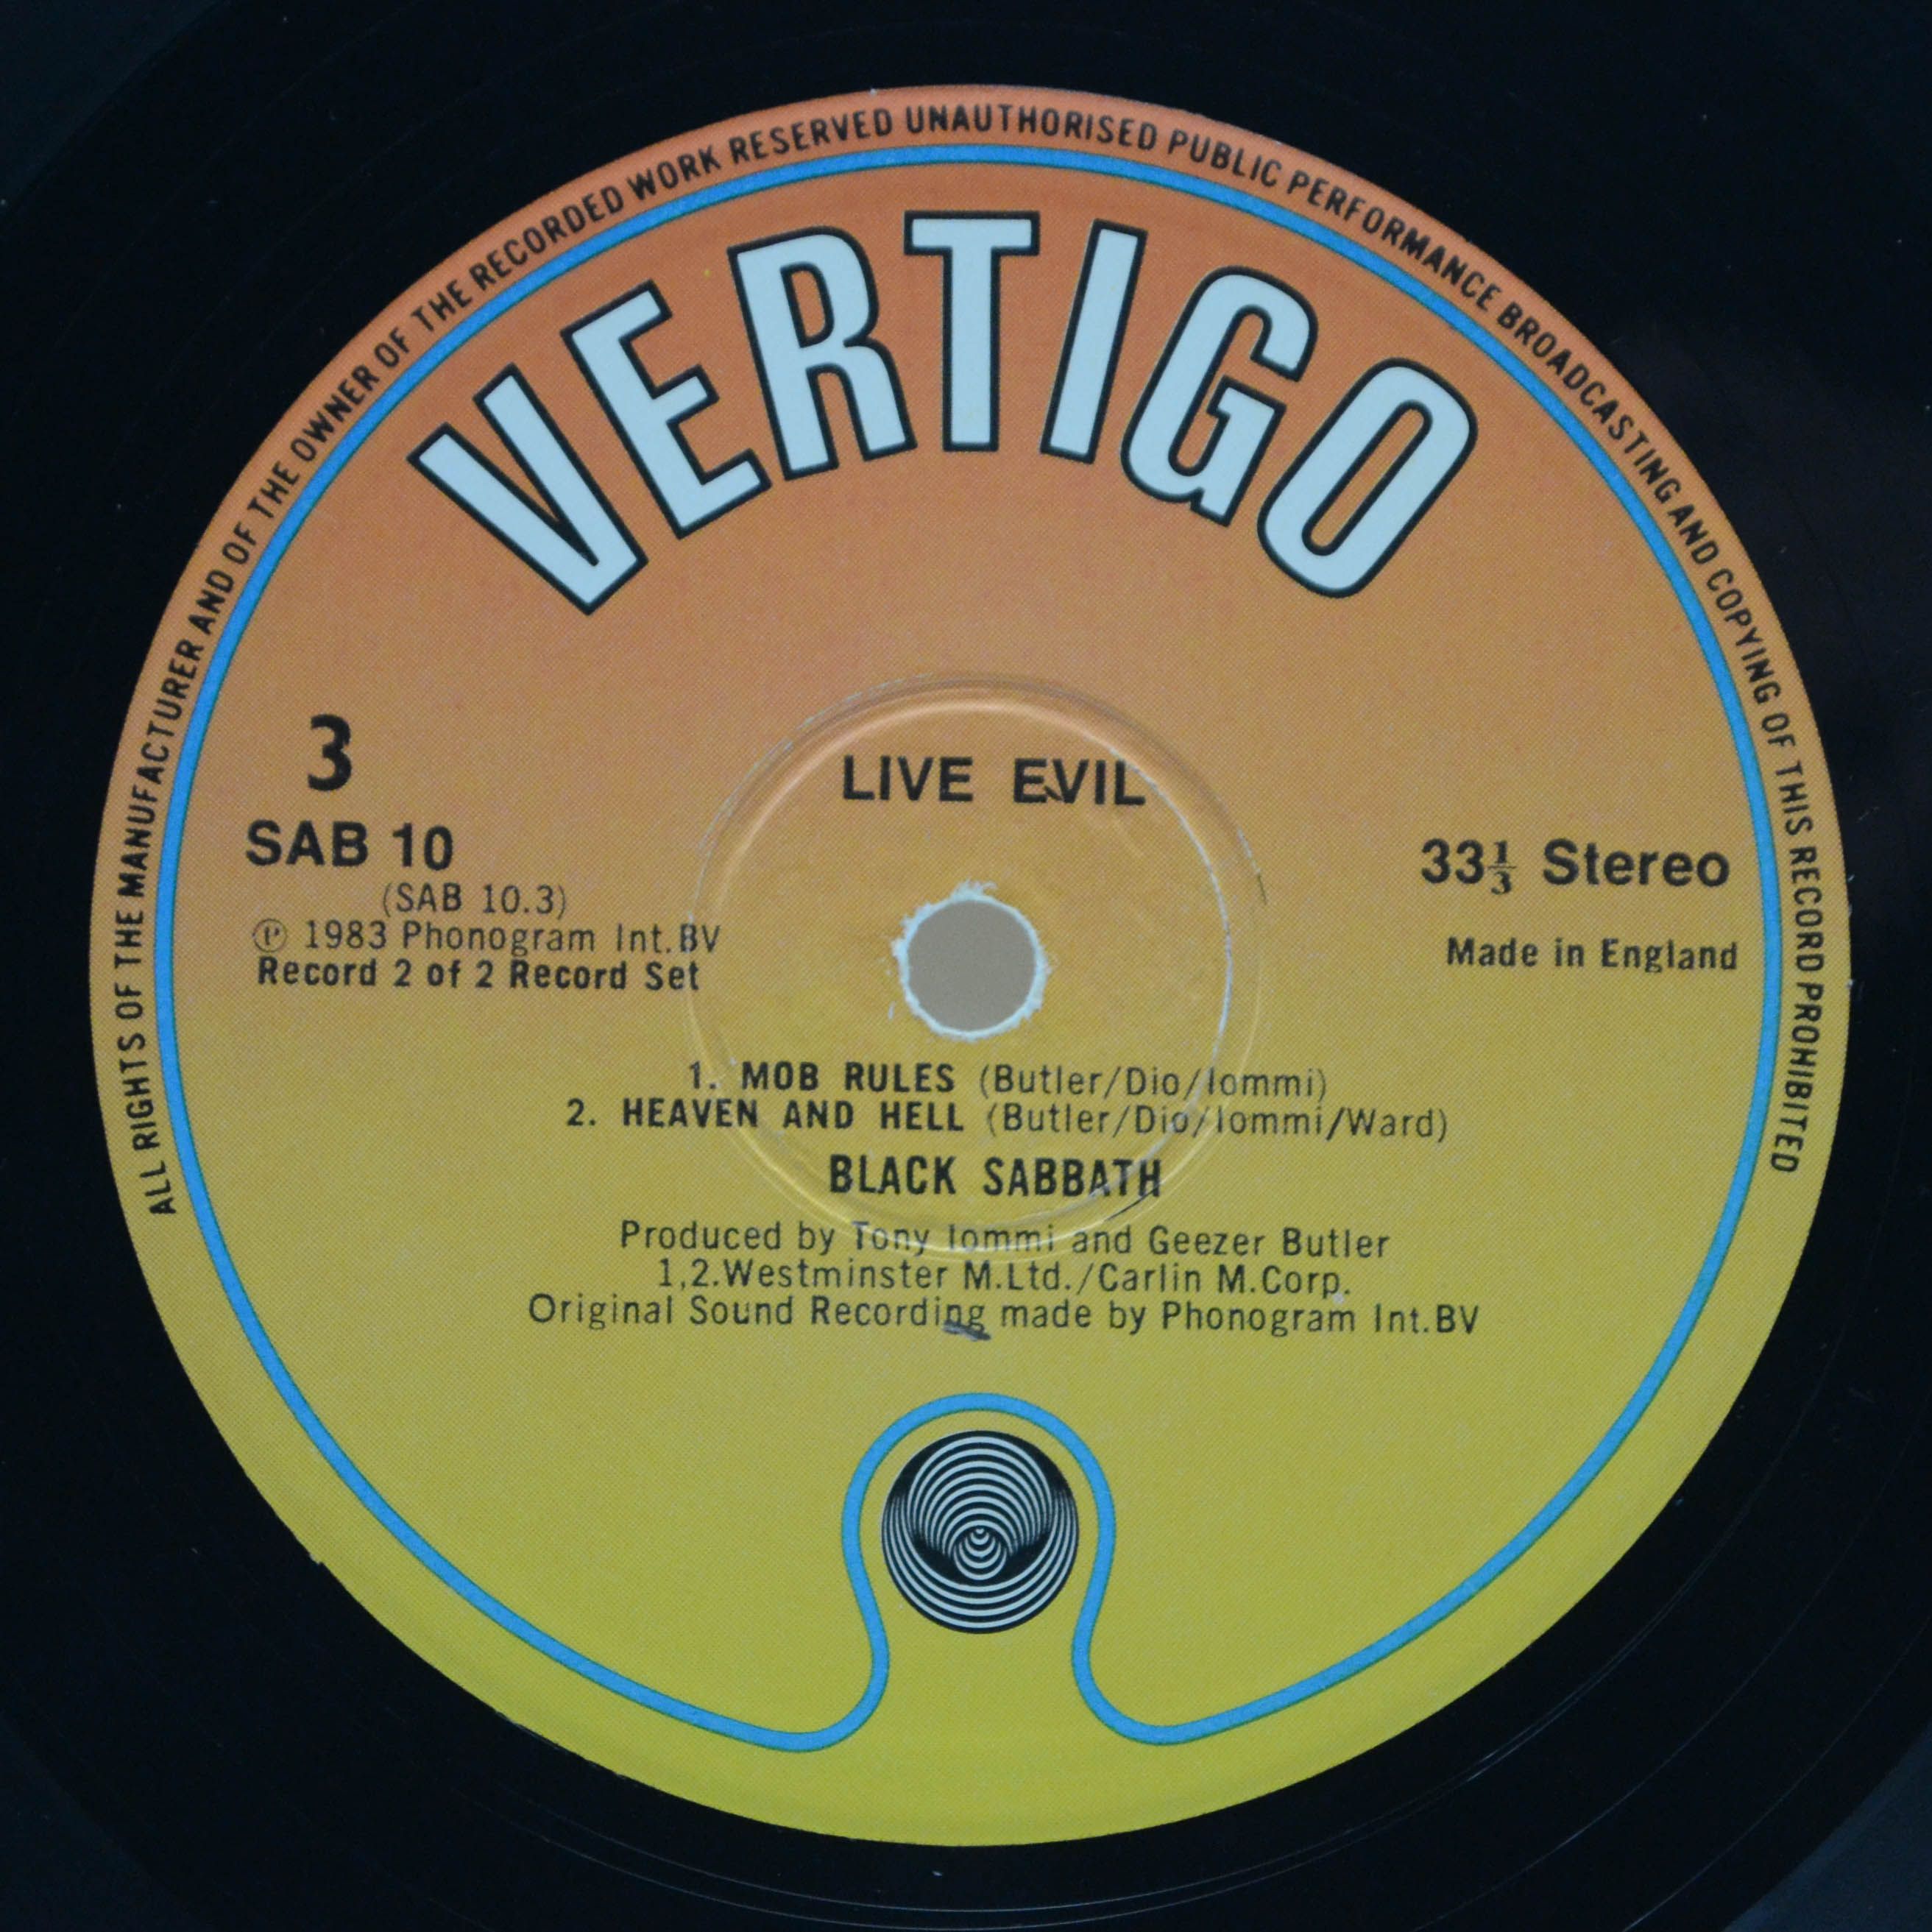 ALL RIGHTS OF THE MANUFACTURER AND OF THE OWNER OF THE RECORDED WORK RESERVED UNAUTHORISED PUBLIC PERFORMANCE BROADCASTING AND COPYING OF THIS RECORD PROHIBITED
VERTIGO
LIVE EVIL
3
SAB 10
(SAB 10.3)
℗ 1983 Phonogram Int.BV
Record 2 of 2 Record Set
33⅓ Stereo
Made in England
1. MOB RULES (Butler/Dio/Iommi)
2. HEAVEN AND HELL (Butler/Dio/Iommi/Ward)
BLACK SABBATH
Produced by Tony Iommi and Geezer Butler
1,2.Westminster M.Ltd./Carlin M.Corp.
Original Sound Recording made by Phonogram Int.BV